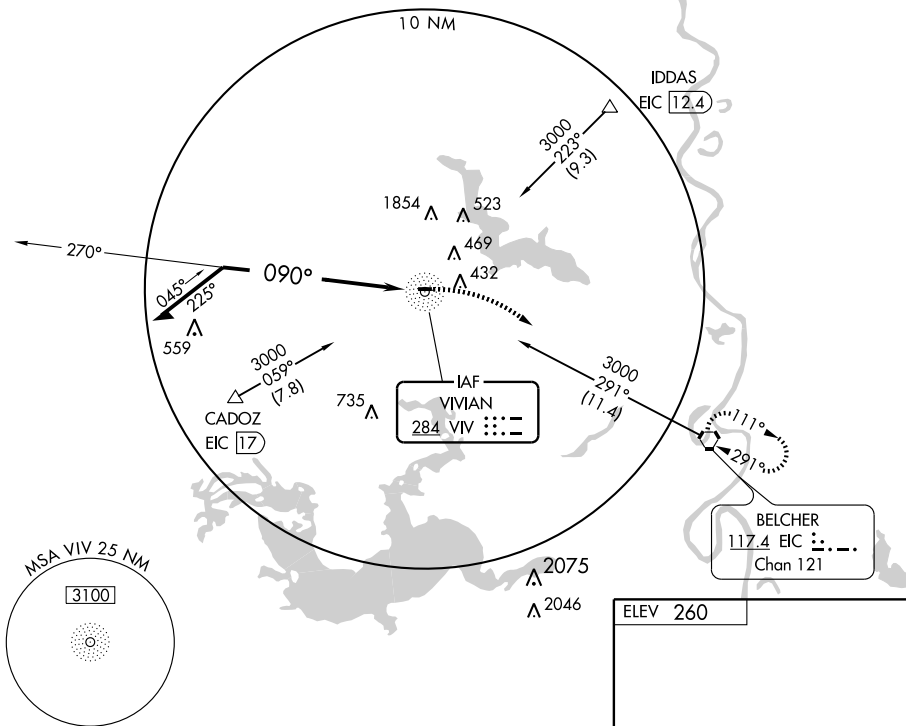 10 NM
IDDAS
EIC 12.4
3000
223°
(9.3)
1854
523
469
432
270°
090°
045°
225°
559
3000
059°
(7.8)
CADOZ
EIC 17
735
IAF
VIVIAN
284 VIV
3000
291°
(11.4)
111°
291°
BELCHER
117.4 EIC
Chan 121
MSA VIV 25 NM
3100
2075
2046
ELEV 260